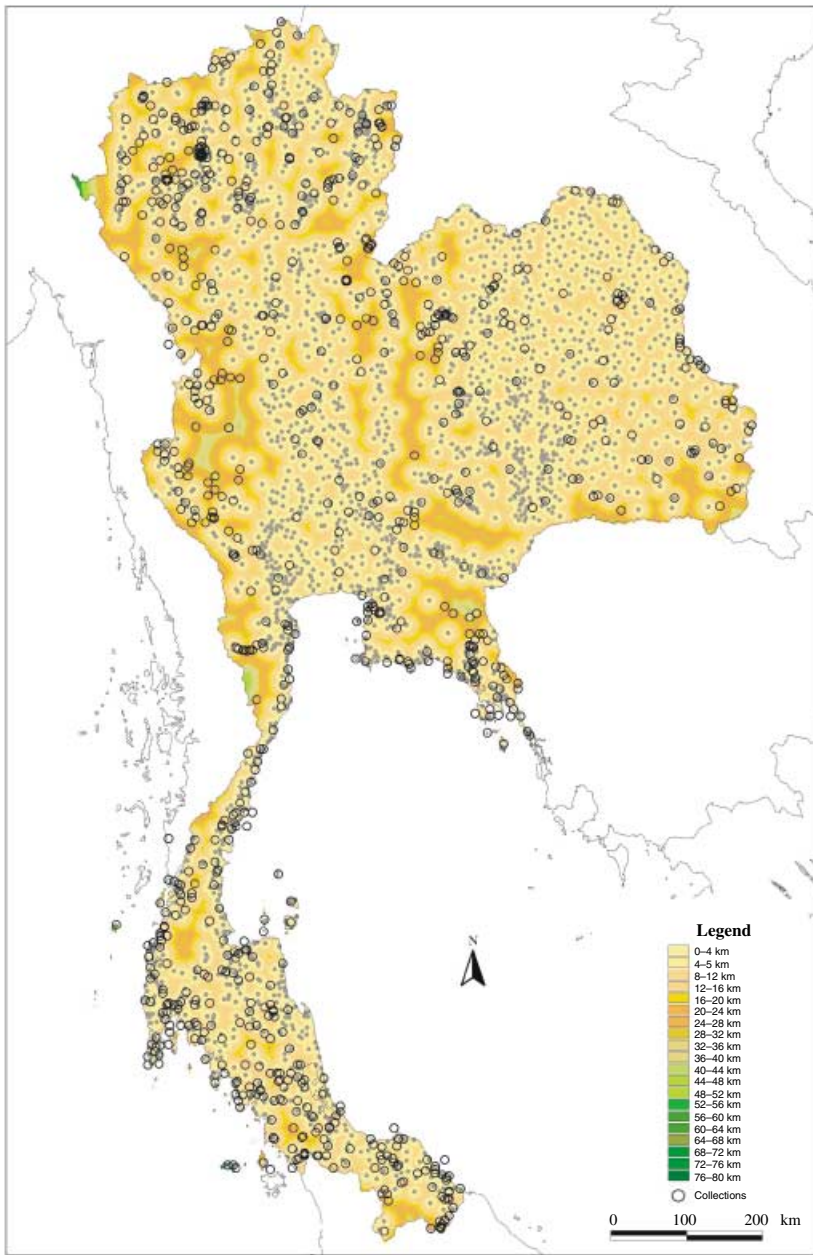 N
Legend
0–4 km
4–5 km
8–12 km
12–16 km
16–20 km
20–24 km
24–28 km
28–32 km
32–36 km
36–40 km
40–44 km
44–48 km
48–52 km
52–56 km
56–60 km
60–64 km
64–68 km
68–72 km
72–76 km
76–80 km
Collections
0 100 200 km